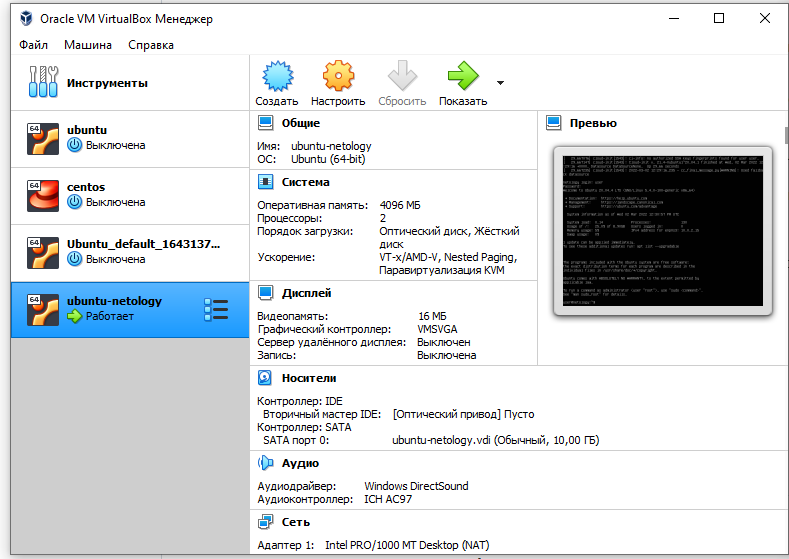 Oracle VM VirtualBox Менеджер
Файл Машина Справка
Инструменты
64
ubuntu
Выключена
64
centos
Выключена
64
Ubuntu_default_1643137...
Выключена
64
ubuntu-netology
Работает
Создать Настроить Сбросить Показать
Общие
Имя: ubuntu-netology
ОС: Ubuntu (64-bit)
Система
Оперативная память: 4096 МБ
Процессоры: 2
Порядок загрузки: Оптический диск, Жёсткий
диск
Ускорение: VT-x/AMD-V, Nested Paging,
Паравиртуализация KVM
Дисплей
Видеопамять: 16 МБ
Графический контроллер: VMSVGA
Сервер удалённого дисплея: Выключен
Запись: Выключена
Превью
Носители
Контроллер: IDE
Вторичный мастер IDE: [Оптический привод] Пусто
Контроллер: SATA
SATA порт 0: ubuntu-netology.vdi (Обычный, 10,00 ГБ)
Аудио
Аудиодрайвер: Windows DirectSound
Аудиоконтроллер: ICH AC97
Сеть
Адаптер 1: Intel PRO/1000 MT Desktop (NAT)